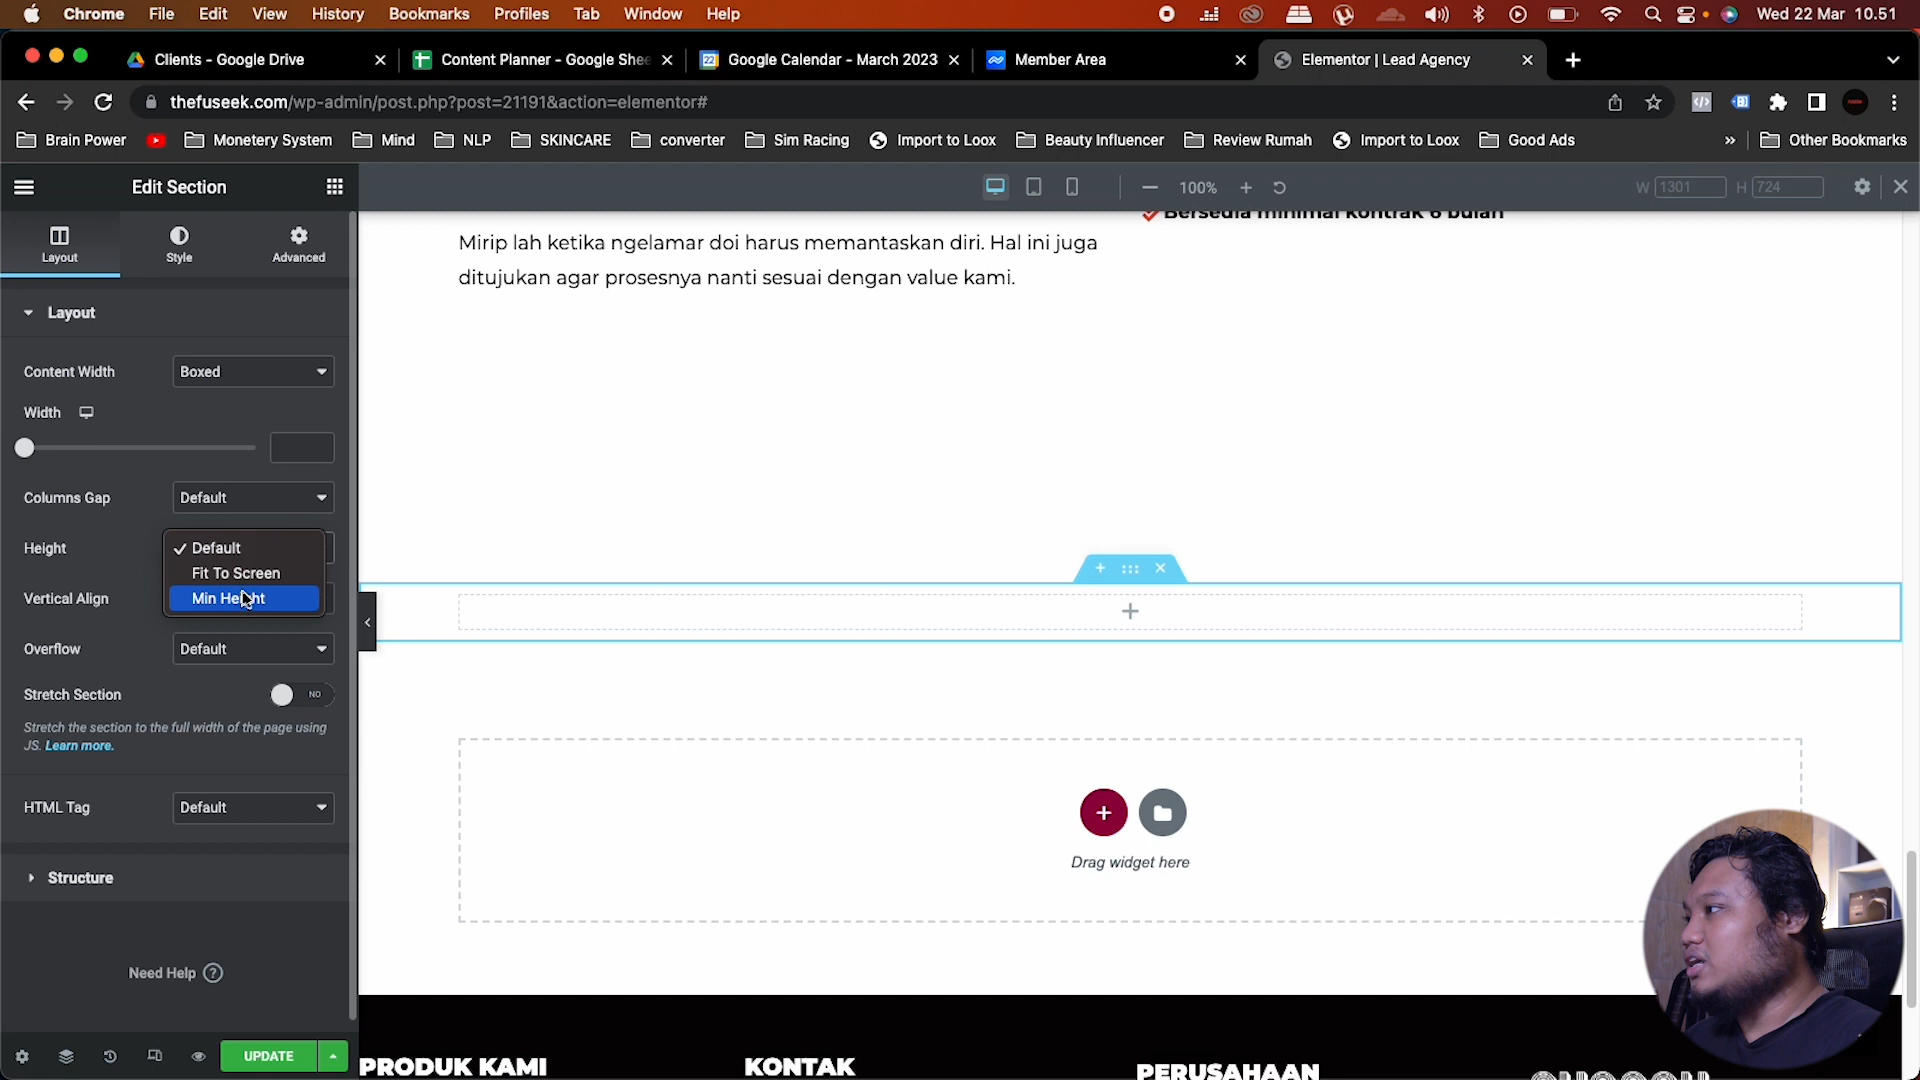 Chrome File Edit View History Bookmarks Profiles Tab Window Help Wed 22 Mar 10.51
Clients - Google Drive Content Planner - Google Shee Google Calendar - March 2023 Member Area Elementor | Lead Agency
thefuseek.com/wp-admin/post.php?post=21191&action=elementor#
Brain Power Monetery System Mind NLP SKINCARE converter Sim Racing Import to Loox Beauty Influencer Review Rumah Import to Loox Good Ads » Other Bookmarks
Edit Section 100% W 1301 H 724
Layout Style Advanced
Bersedia minimal kontrak 6 bulan
Mirip lah ketika ngelamar doi harus memantaskan diri. Hal ini juga
ditujukan agar prosesnya nanti sesuai dengan value kami.
Layout
Content Width Boxed
Width
Columns Gap Default
Height Default
Fit To Screen
Vertical Align Min Height
Overflow Default
Stretch Section NO
Stretch the section to the full width of the page using
JS. Learn more.
HTML Tag Default
Structure
Drag widget here
Need Help
UPDATE
PRODUK KAMI KONTAK PERUSAHAAN